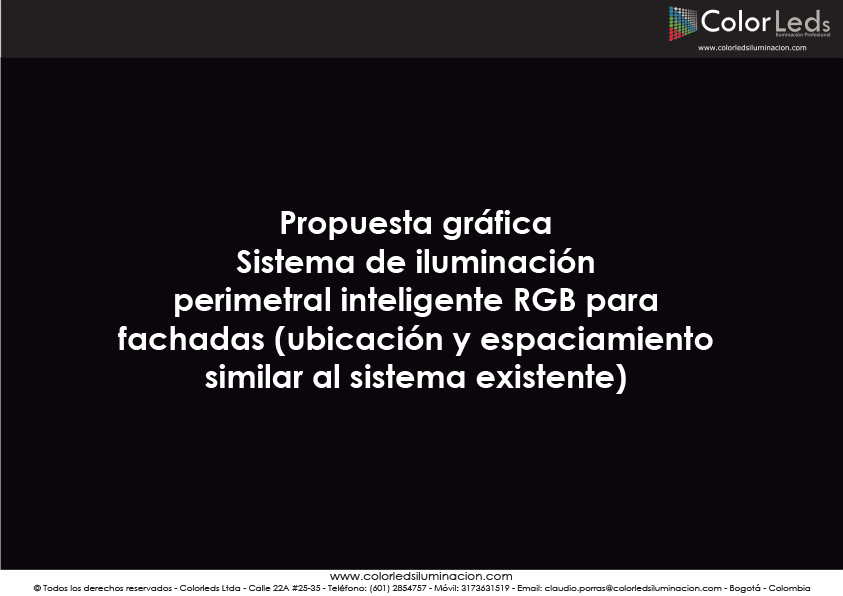 ColorLeds
Iluminación Profesional
www.colorledsiluminacion.com
Propuesta gráfica
Sistema de iluminación
perimetral inteligente RGB para
fachadas (ubicación y espaciamiento
similar al sistema existente)
www.colorledsiluminacion.com
© Todos los derechos reservados - Colorleds Ltda - Calle 22A #25-35 - Teléfono: (601) 2854757 - Móvil: 3173631519 - Email: claudio.porras@colorledsiluminacion.com - Bogotá - Colombia